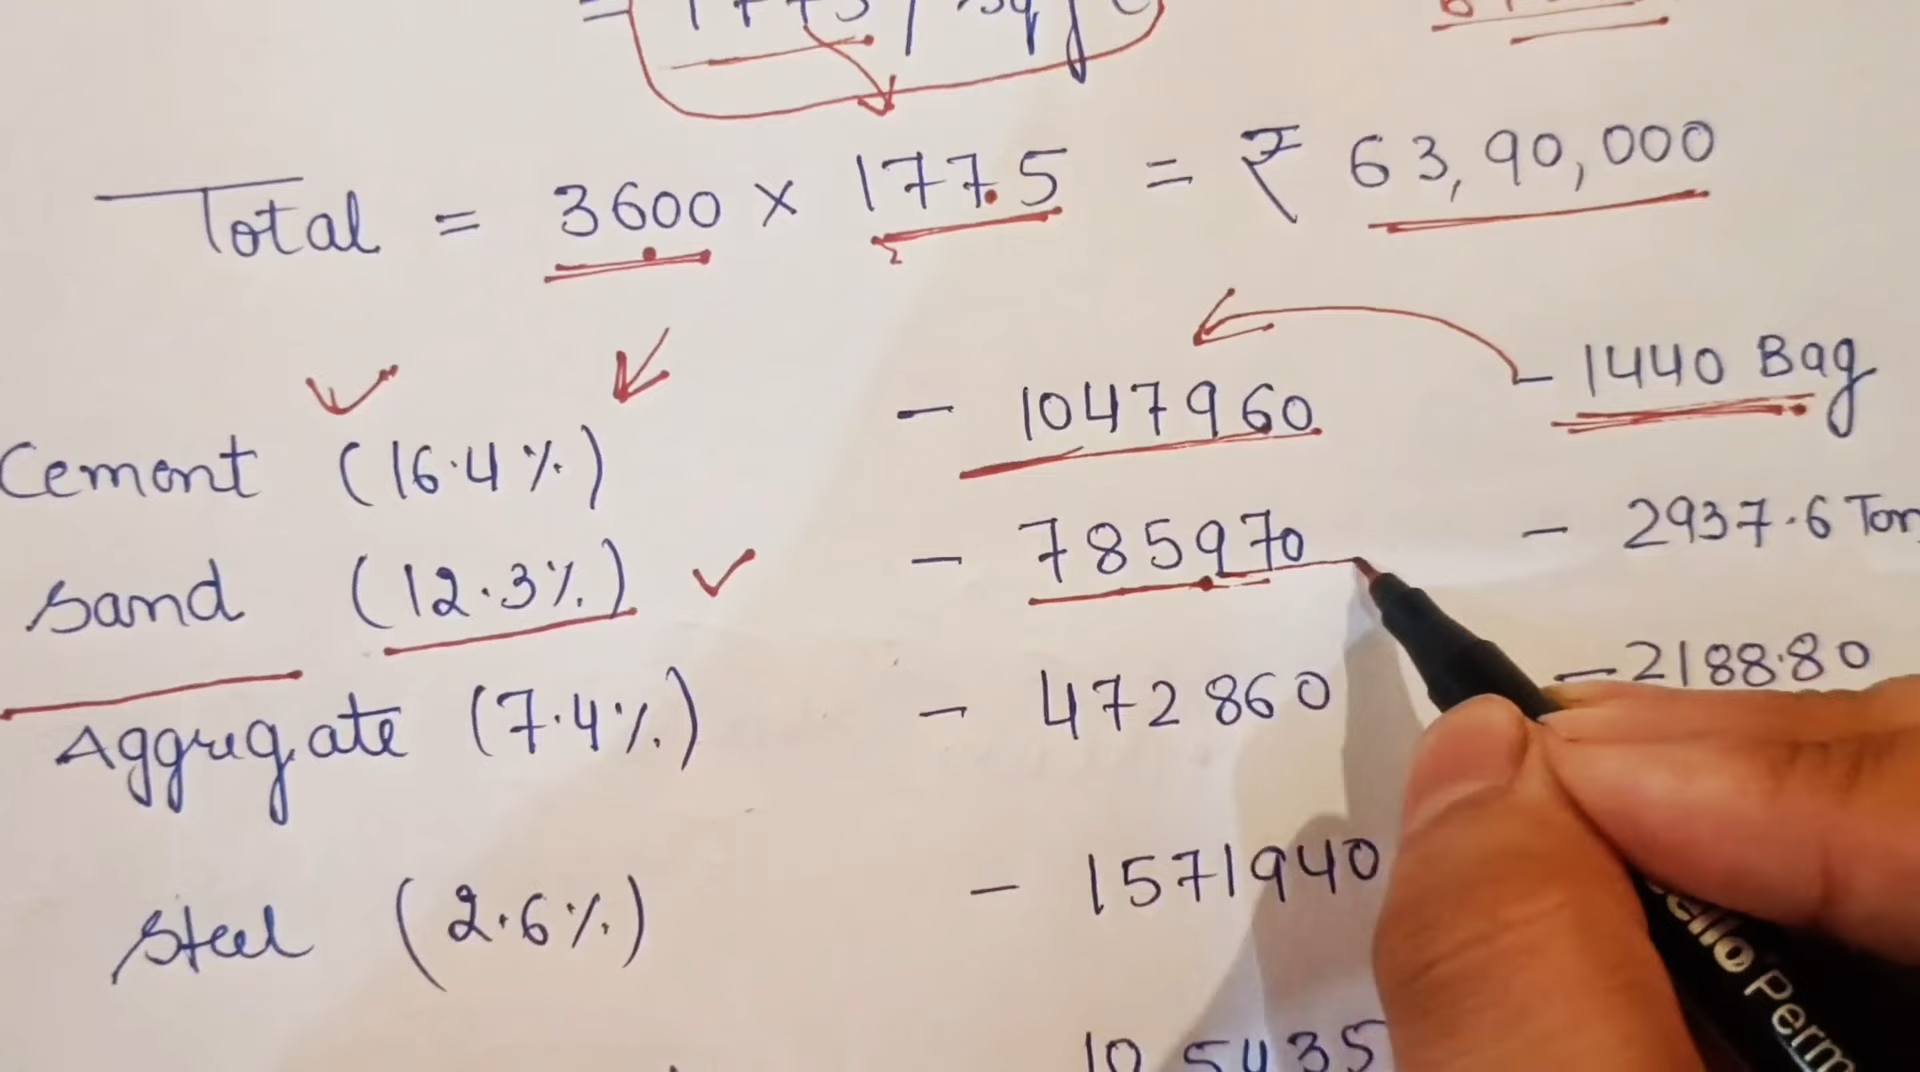 Total = 3600 × 1775 = ₹ 63,90,000
Cement (16.4%) - 1047960 - 1440 Bag
Sand (12.3%) - 785970 - 2937.6 Ton
Aggregate (7.4%) - 472860 - 2188.80
Steel (2.6%) - 1571940